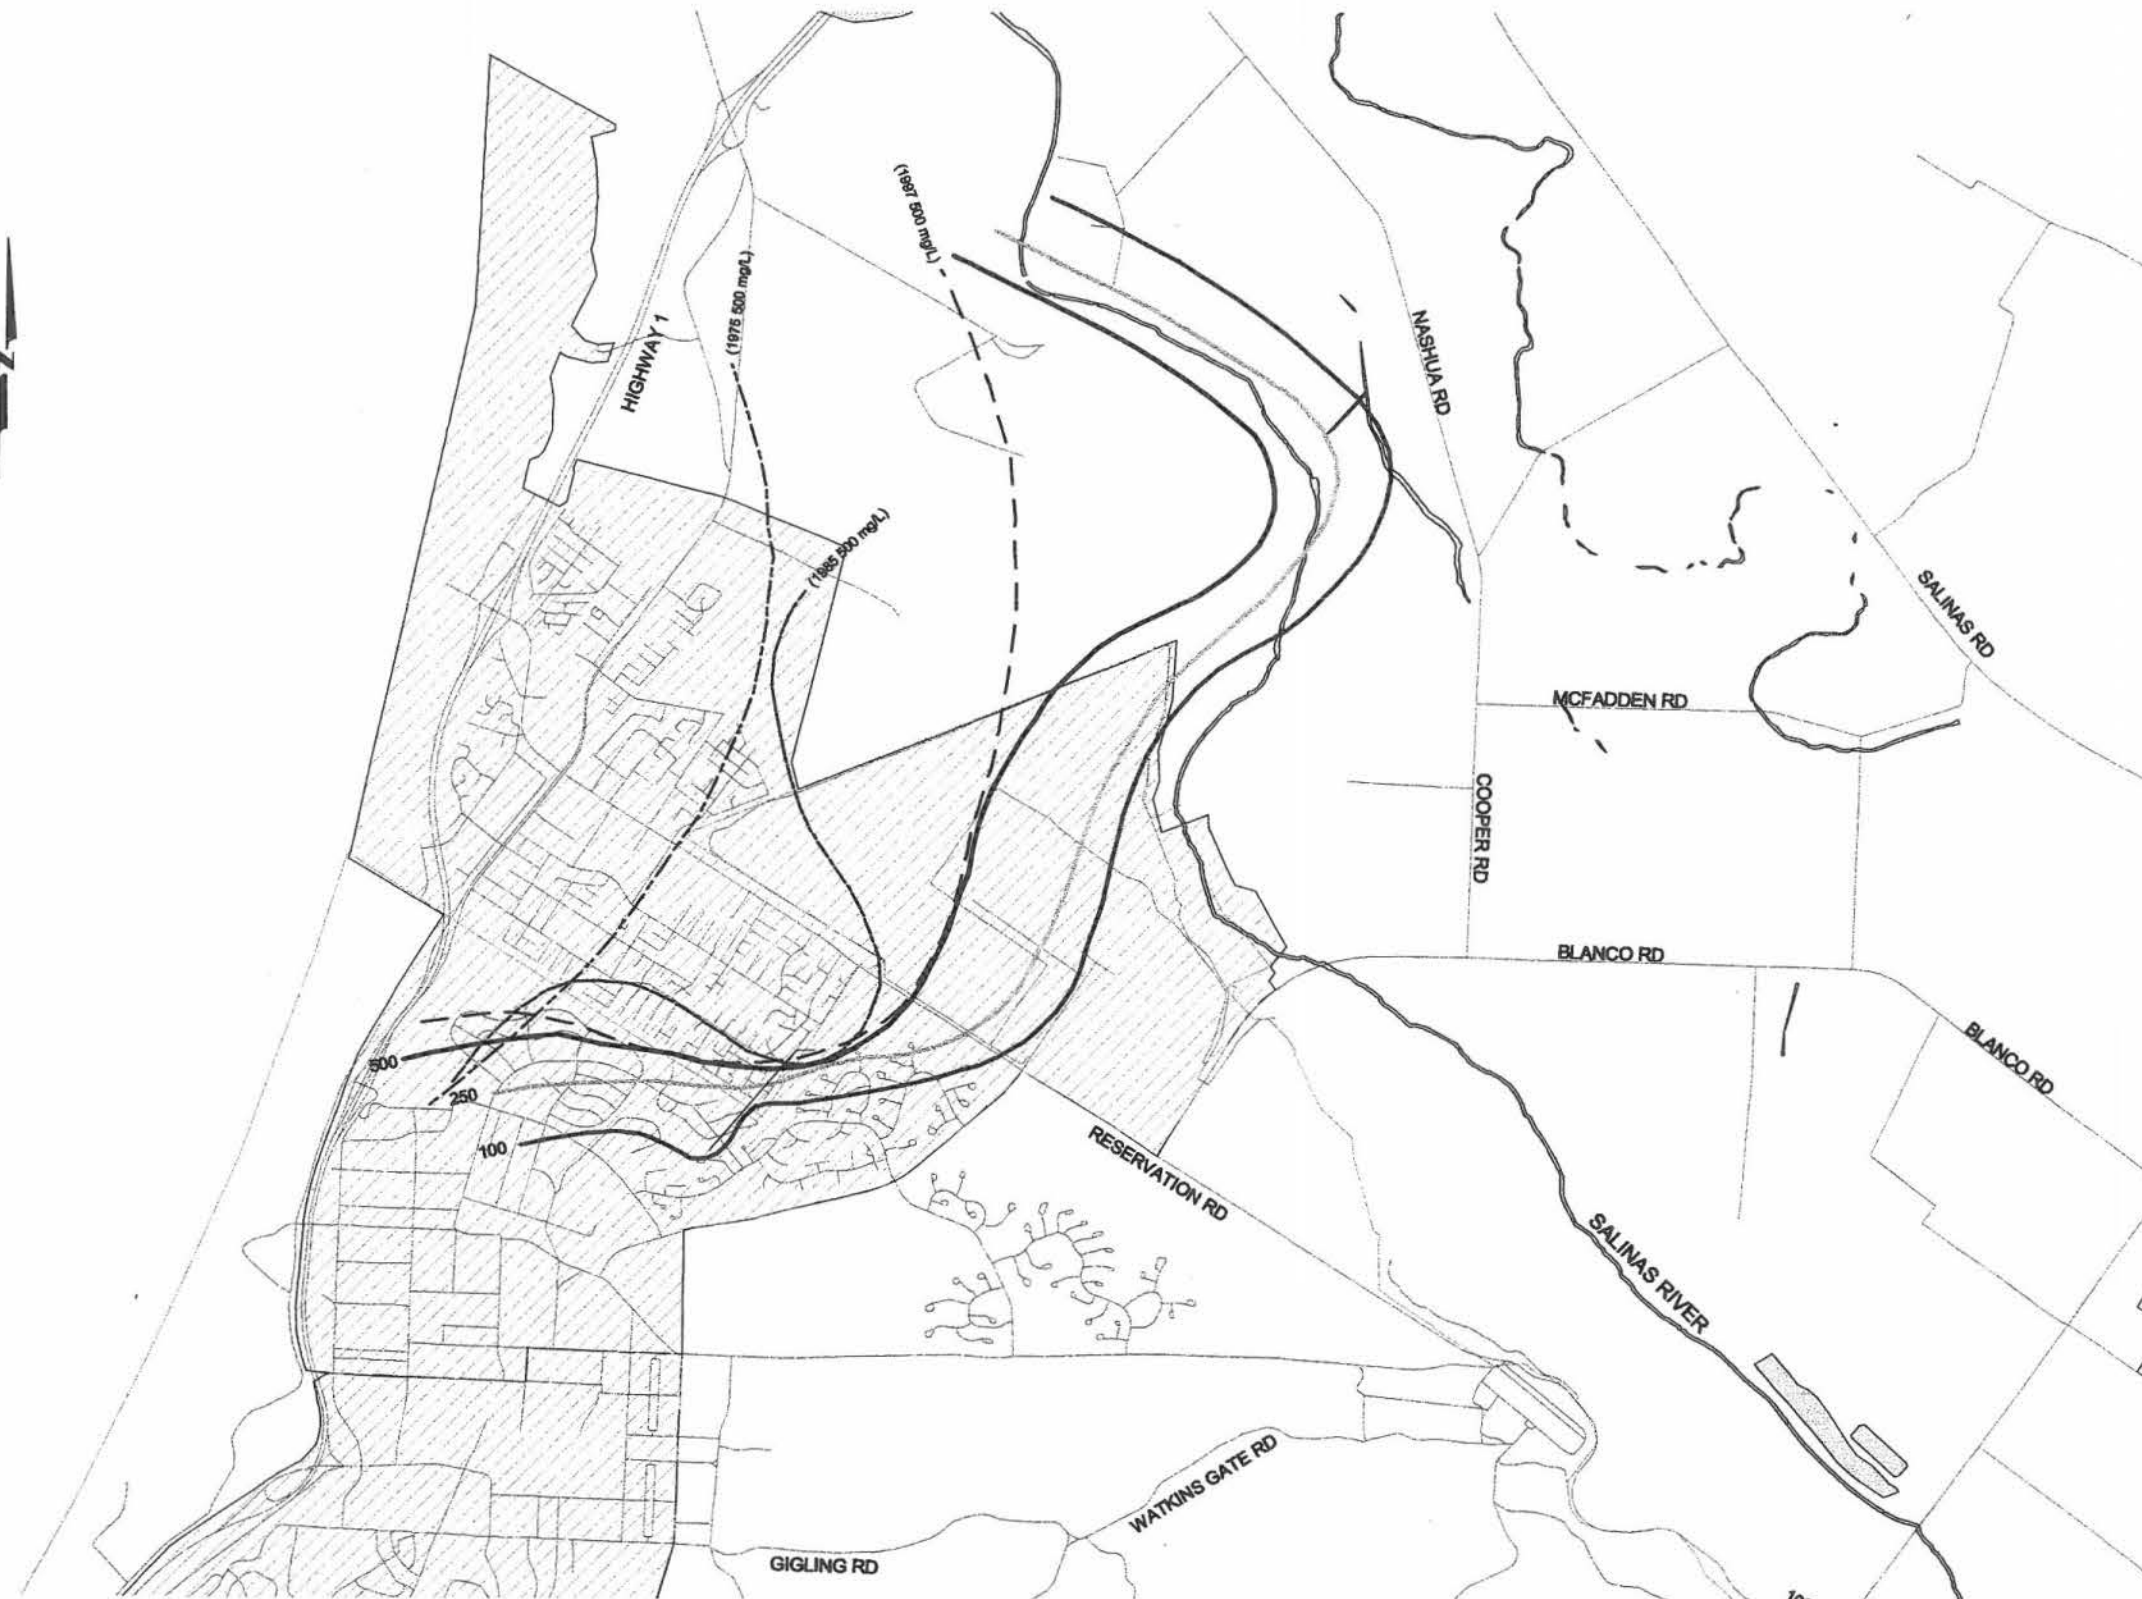 (1997 500 mg/L)
(1975 500 mg/L)
HIGHWAY 1
NASHUA RD
N
(1985 500 mg/L)
SALINAS RD
MCFADDEN RD
COOPER RD
BLANCO RD
BLANCO RD
500
250
100
RESERVATION RD
SALINAS RIVER
WATKINS GATE RD
GIGLING RD